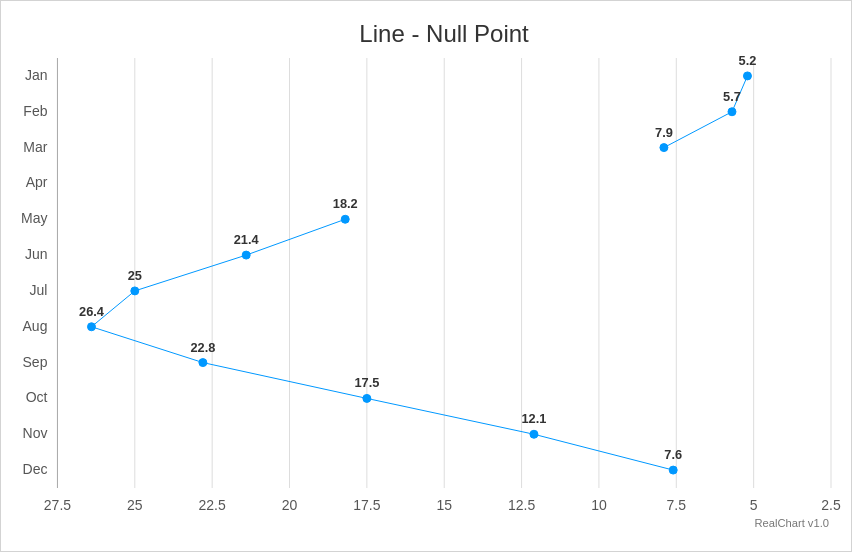 Line - Null Point
5.2
Jan
5.7
Feb
7.9
Mar
Apr
18.2
May
21.4
Jun
25
Jul
26.4
Aug
22.8
Sep
17.5
Oct
12.1
Nov
7.6
Dec
27.5 25 22.5 20 17.5 15 12.5 10 7.5 5 2.5
RealChart v1.0